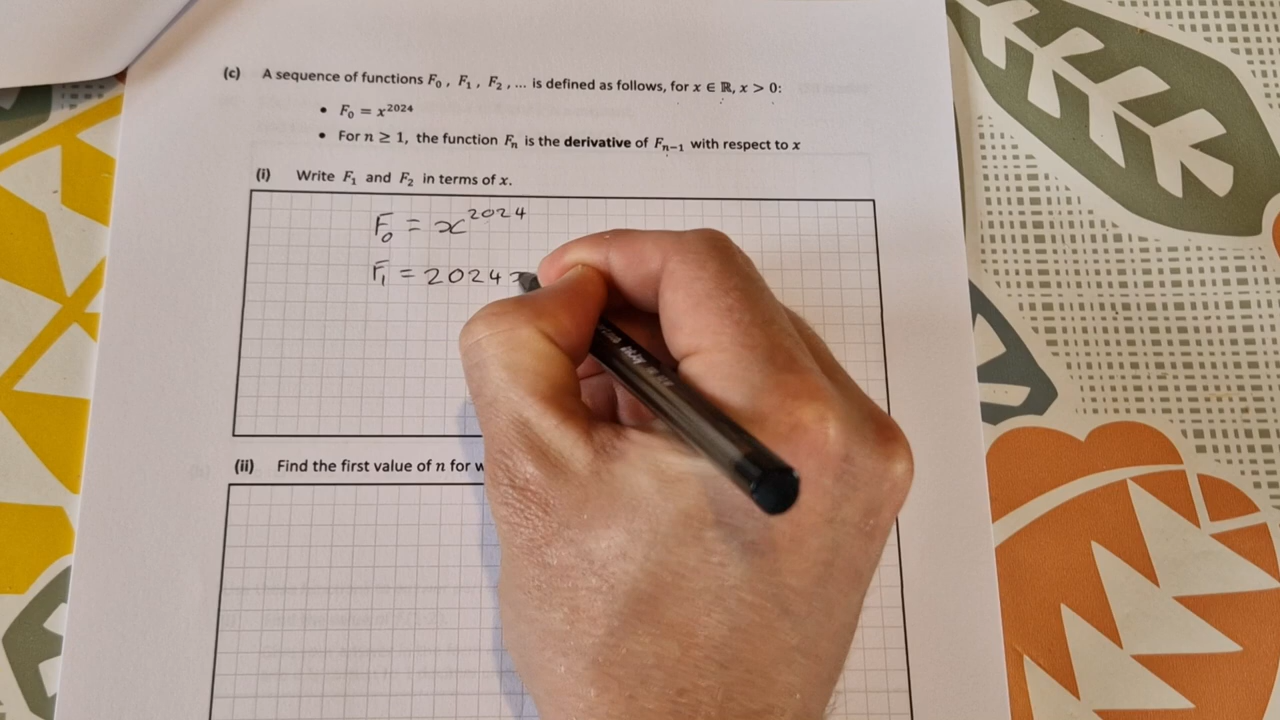 (c) A sequence of functions F₀ , F₁ , F₂ , ... is defined as follows, for x ∈ ℝ, x > 0:
• F₀ = x²⁰²⁴
• For n ≥ 1, the function Fₙ is the derivative of Fₙ₋₁ with respect to x
(i) Write F₁ and F₂ in terms of x.
F₀ = x²⁰²⁴
F₁ = 2024x
(ii) Find the first value of n for